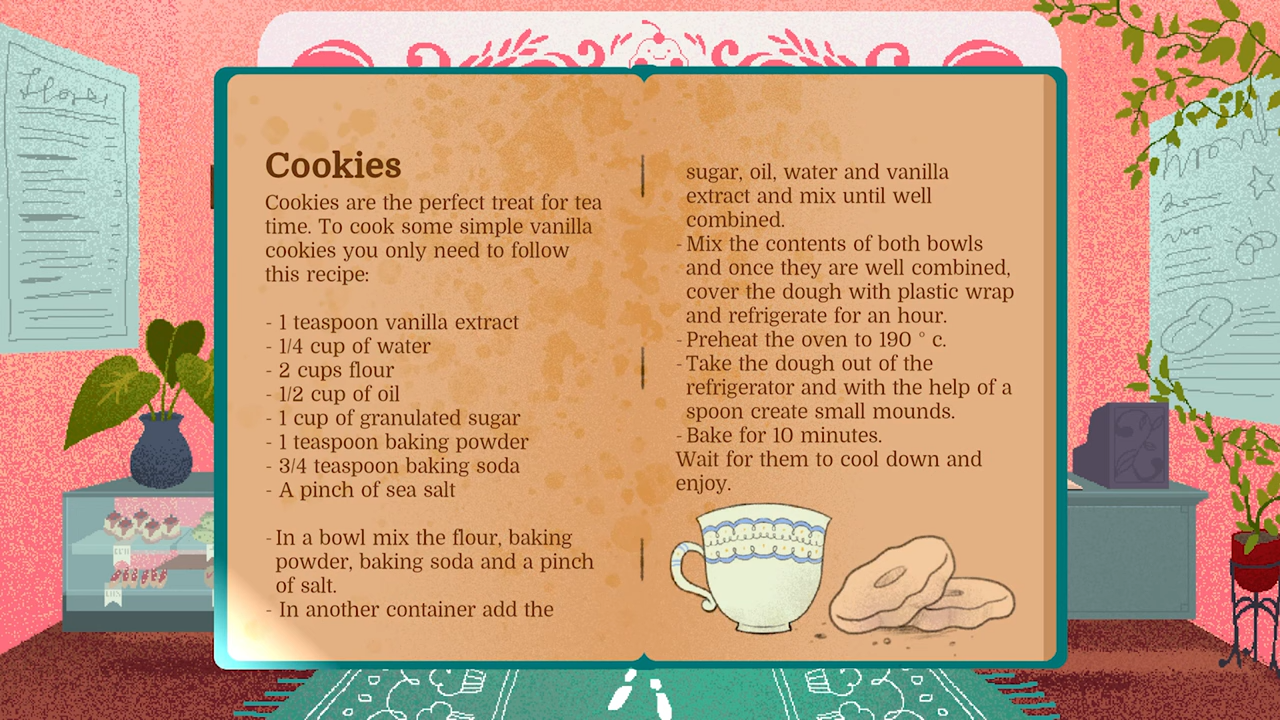 Cookies
Cookies are the perfect treat for tea
time. To cook some simple vanilla
cookies you only need to follow
this recipe:
- 1 teaspoon vanilla extract
- 1/4 cup of water
- 2 cups flour
- 1/2 cup of oil
- 1 cup of granulated sugar
- 1 teaspoon baking powder
- 3/4 teaspoon baking soda
- A pinch of sea salt
- In a bowl mix the flour, baking
powder, baking soda and a pinch
of salt.
- In another container add the
sugar, oil, water and vanilla
extract and mix until well
combined.
- Mix the contents of both bowls
and once they are well combined,
cover the dough with plastic wrap
and refrigerate for an hour.
- Preheat the oven to 190 ° c.
- Take the dough out of the
refrigerator and with the help of a
spoon create small mounds.
- Bake for 10 minutes.
Wait for them to cool down and
enjoy.